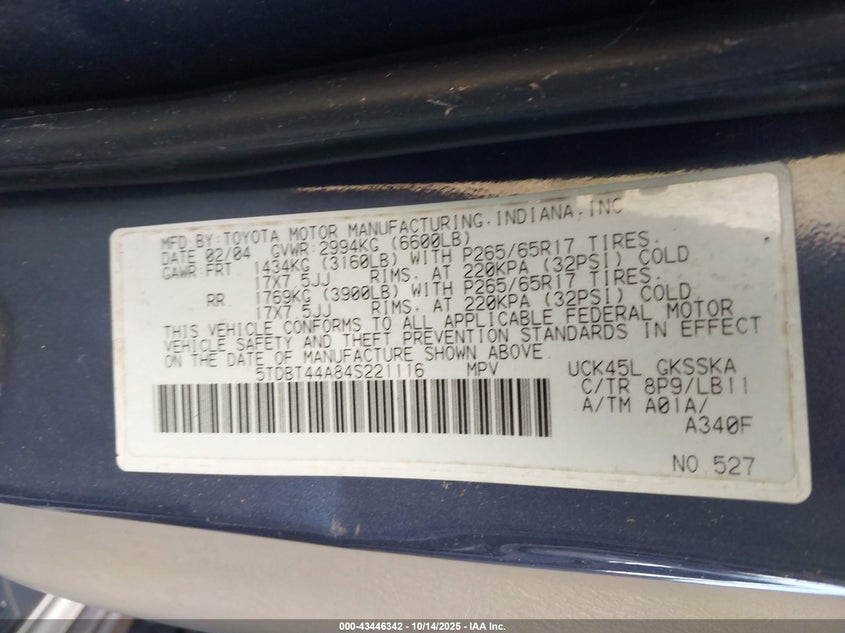 MFD.BY:TOYOTA MOTOR MANUFACTURING.INDIANA.INC
DATE 02/04 GVWR:2994KG (6600LB)
GAWR:FRT 1434KG (3160LB) WITH P265/65R17 TIRES.
17X7.5JJ RIMS. AT 220KPA (32PSI) COLD
RR 1769KG (3900LB) WITH P265/65R17 TIRES.
17X7.5JJ RIMS. AT 220KPA (32PSI) COLD.
THIS VEHICLE CONFORMS TO ALL APPLICABLE FEDERAL MOTOR
VEHICLE SAFETY AND THEFT PREVENTION STANDARDS IN EFFECT
ON THE DATE OF MANUFACTURE SHOWN ABOVE.
5TDBT44A84S221116 MPV UCK45L GKSSKA
C/TR 8P9/LB11
A/TM A01A/
A340F
NO.527
000-43446342 | 10/14/2025 | IAA Inc.